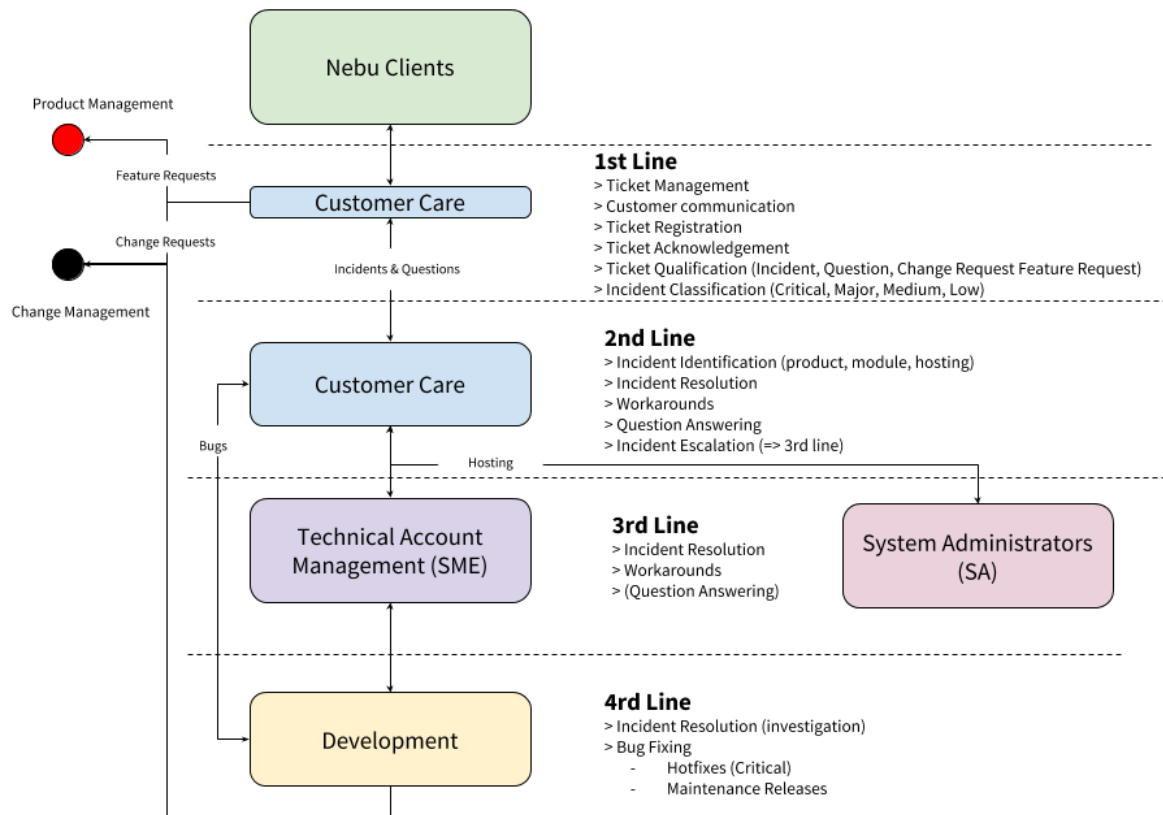 Nebu Clients
Product Management
Feature Requests
Customer Care
1st Line
> Ticket Management
> Customer communication
> Ticket Registration
> Ticket Acknowledgement
> Ticket Qualification (Incident, Question, Change Request Feature Request)
> Incident Classification (Critical, Major, Medium, Low)
Change Requests
Change Management
Incidents & Questions
Customer Care
2nd Line
> Incident Identification (product, module, hosting)
> Incident Resolution
> Workarounds
> Question Answering
> Incident Escalation (=> 3rd line)
Bugs
Hosting
Technical Account
Management (SME)
3rd Line
> Incident Resolution
> Workarounds
> (Question Answering)
System Administrators
(SA)
Development
4rd Line
> Incident Resolution (investigation)
> Bug Fixing
- Hotfixes (Critical)
- Maintenance Releases